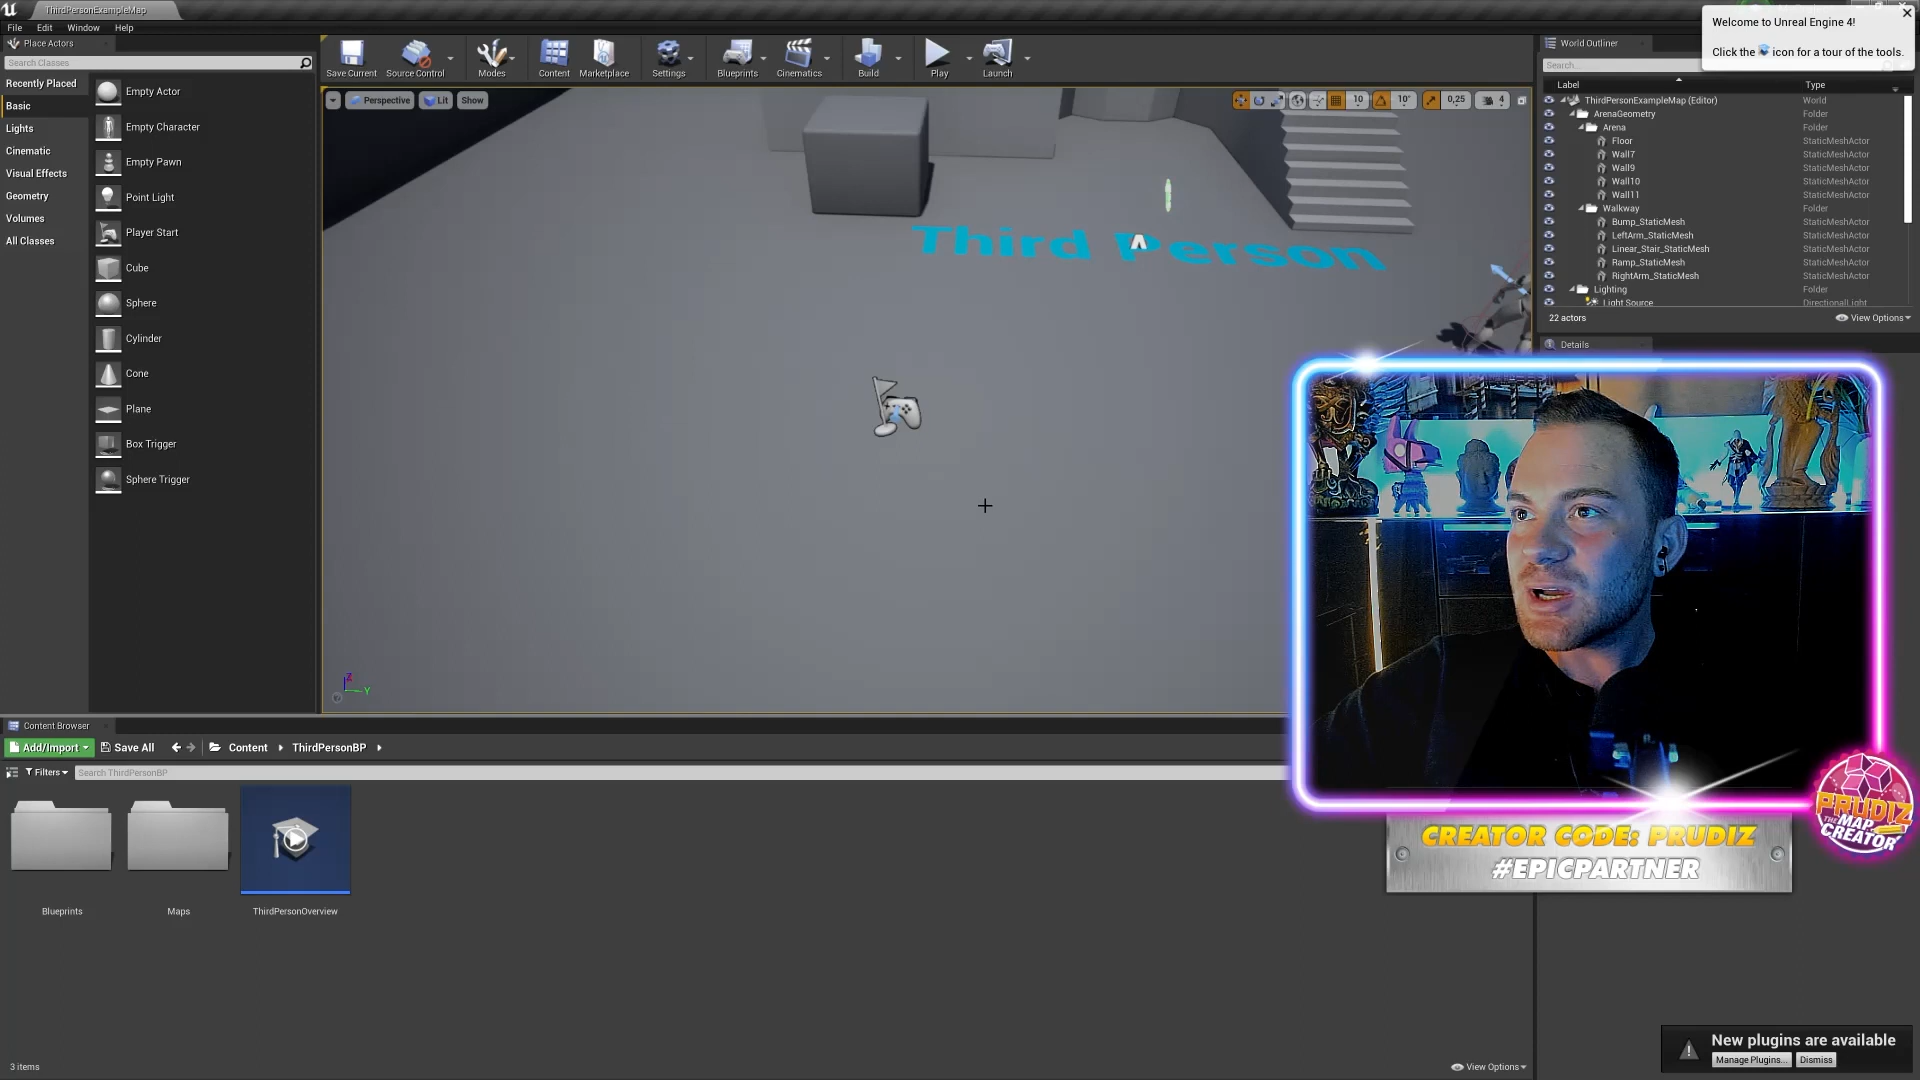 ThirdPersonExampleMap
File Edit Window Help
Place Actors
Search Classes
Recently Placed
Basic
Lights
Cinematic
Visual Effects
Geometry
Volumes
All Classes
Empty Actor
Empty Character
Empty Pawn
Point Light
Player Start
Cube
Sphere
Cylinder
Cone
Plane
Box Trigger
Sphere Trigger
Save Current Source Control Modes Content Marketplace Settings Blueprints Cinematics Build Play Launch
Perspective Lit Show
10 10° 0,25 4
Third Person
Z
Y
Welcome to Unreal Engine 4!
Click the icon for a tour of the tools.
World Outliner
Search...
Label Type
ThirdPersonExampleMap (Editor) World
ArenaGeometry Folder
Arena Folder
Floor StaticMeshActor
Wall7 StaticMeshActor
Wall9 StaticMeshActor
Wall10 StaticMeshActor
Wall11 StaticMeshActor
Walkway Folder
Bump_StaticMesh StaticMeshActor
LeftArm_StaticMesh StaticMeshActor
Linear_Stair_StaticMesh StaticMeshActor
Ramp_StaticMesh StaticMeshActor
RightArm_StaticMesh StaticMeshActor
Lighting Folder
Light Source DirectionalLight
22 actors View Options
Details
PRUDIZ
THE MAP
CREATOR
CREATOR CODE: PRUDIZ
#EPICPARTNER
Content Browser
Add/Import Save All Content ThirdPersonBP
Filters Search ThirdPersonBP
Blueprints Maps ThirdPersonOverview
3 items View Options
New plugins are available
Manage Plugins... Dismiss